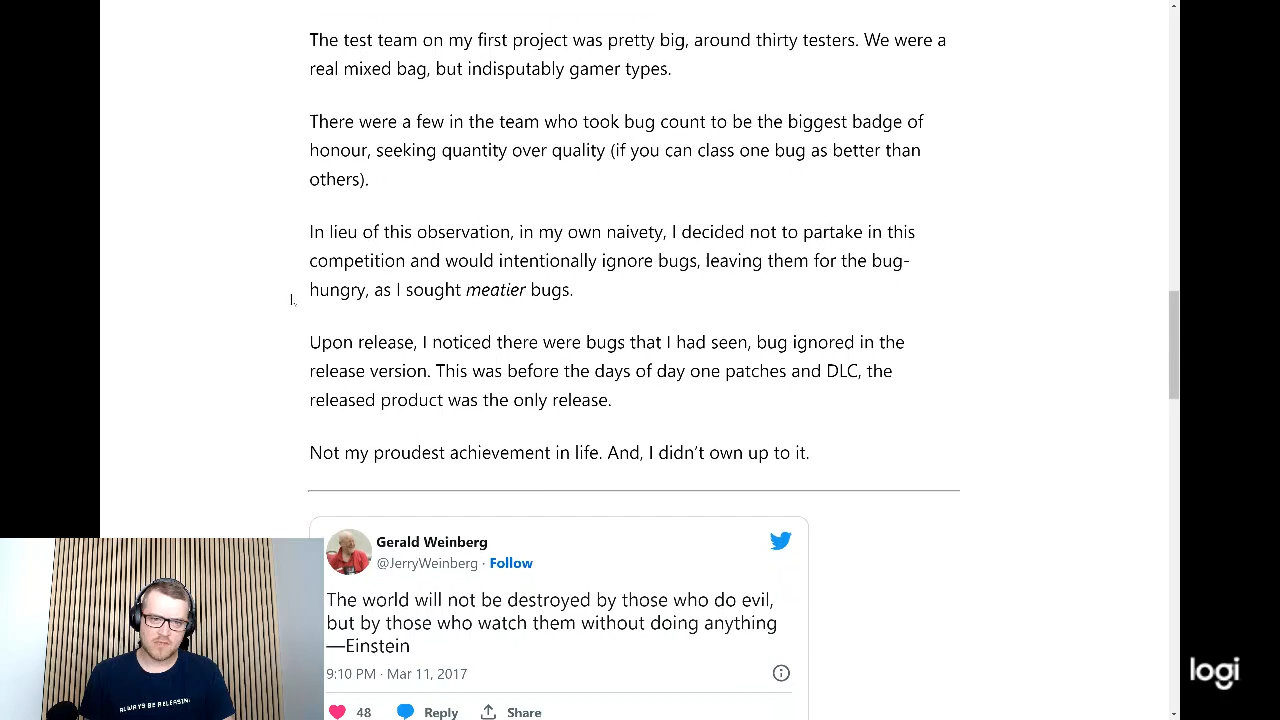 The test team on my first project was pretty big, around thirty testers. We were a
real mixed bag, but indisputably gamer types.
There were a few in the team who took bug count to be the biggest badge of
honour, seeking quantity over quality (if you can class one bug as better than
others).
In lieu of this observation, in my own naivety, I decided not to partake in this
competition and would intentionally ignore bugs, leaving them for the bug-
hungry, as I sought meatier bugs.
Upon release, I noticed there were bugs that I had seen, bug ignored in the
release version. This was before the days of day one patches and DLC, the
released product was the only release.
Not my proudest achievement in life. And, I didn’t own up to it.
Gerald Weinberg
@JerryWeinberg · Follow
The world will not be destroyed by those who do evil,
but by those who watch them without doing anything
—Einstein
9:10 PM · Mar 11, 2017
48 Reply Share
ALWAYS BE RELEASING
logi